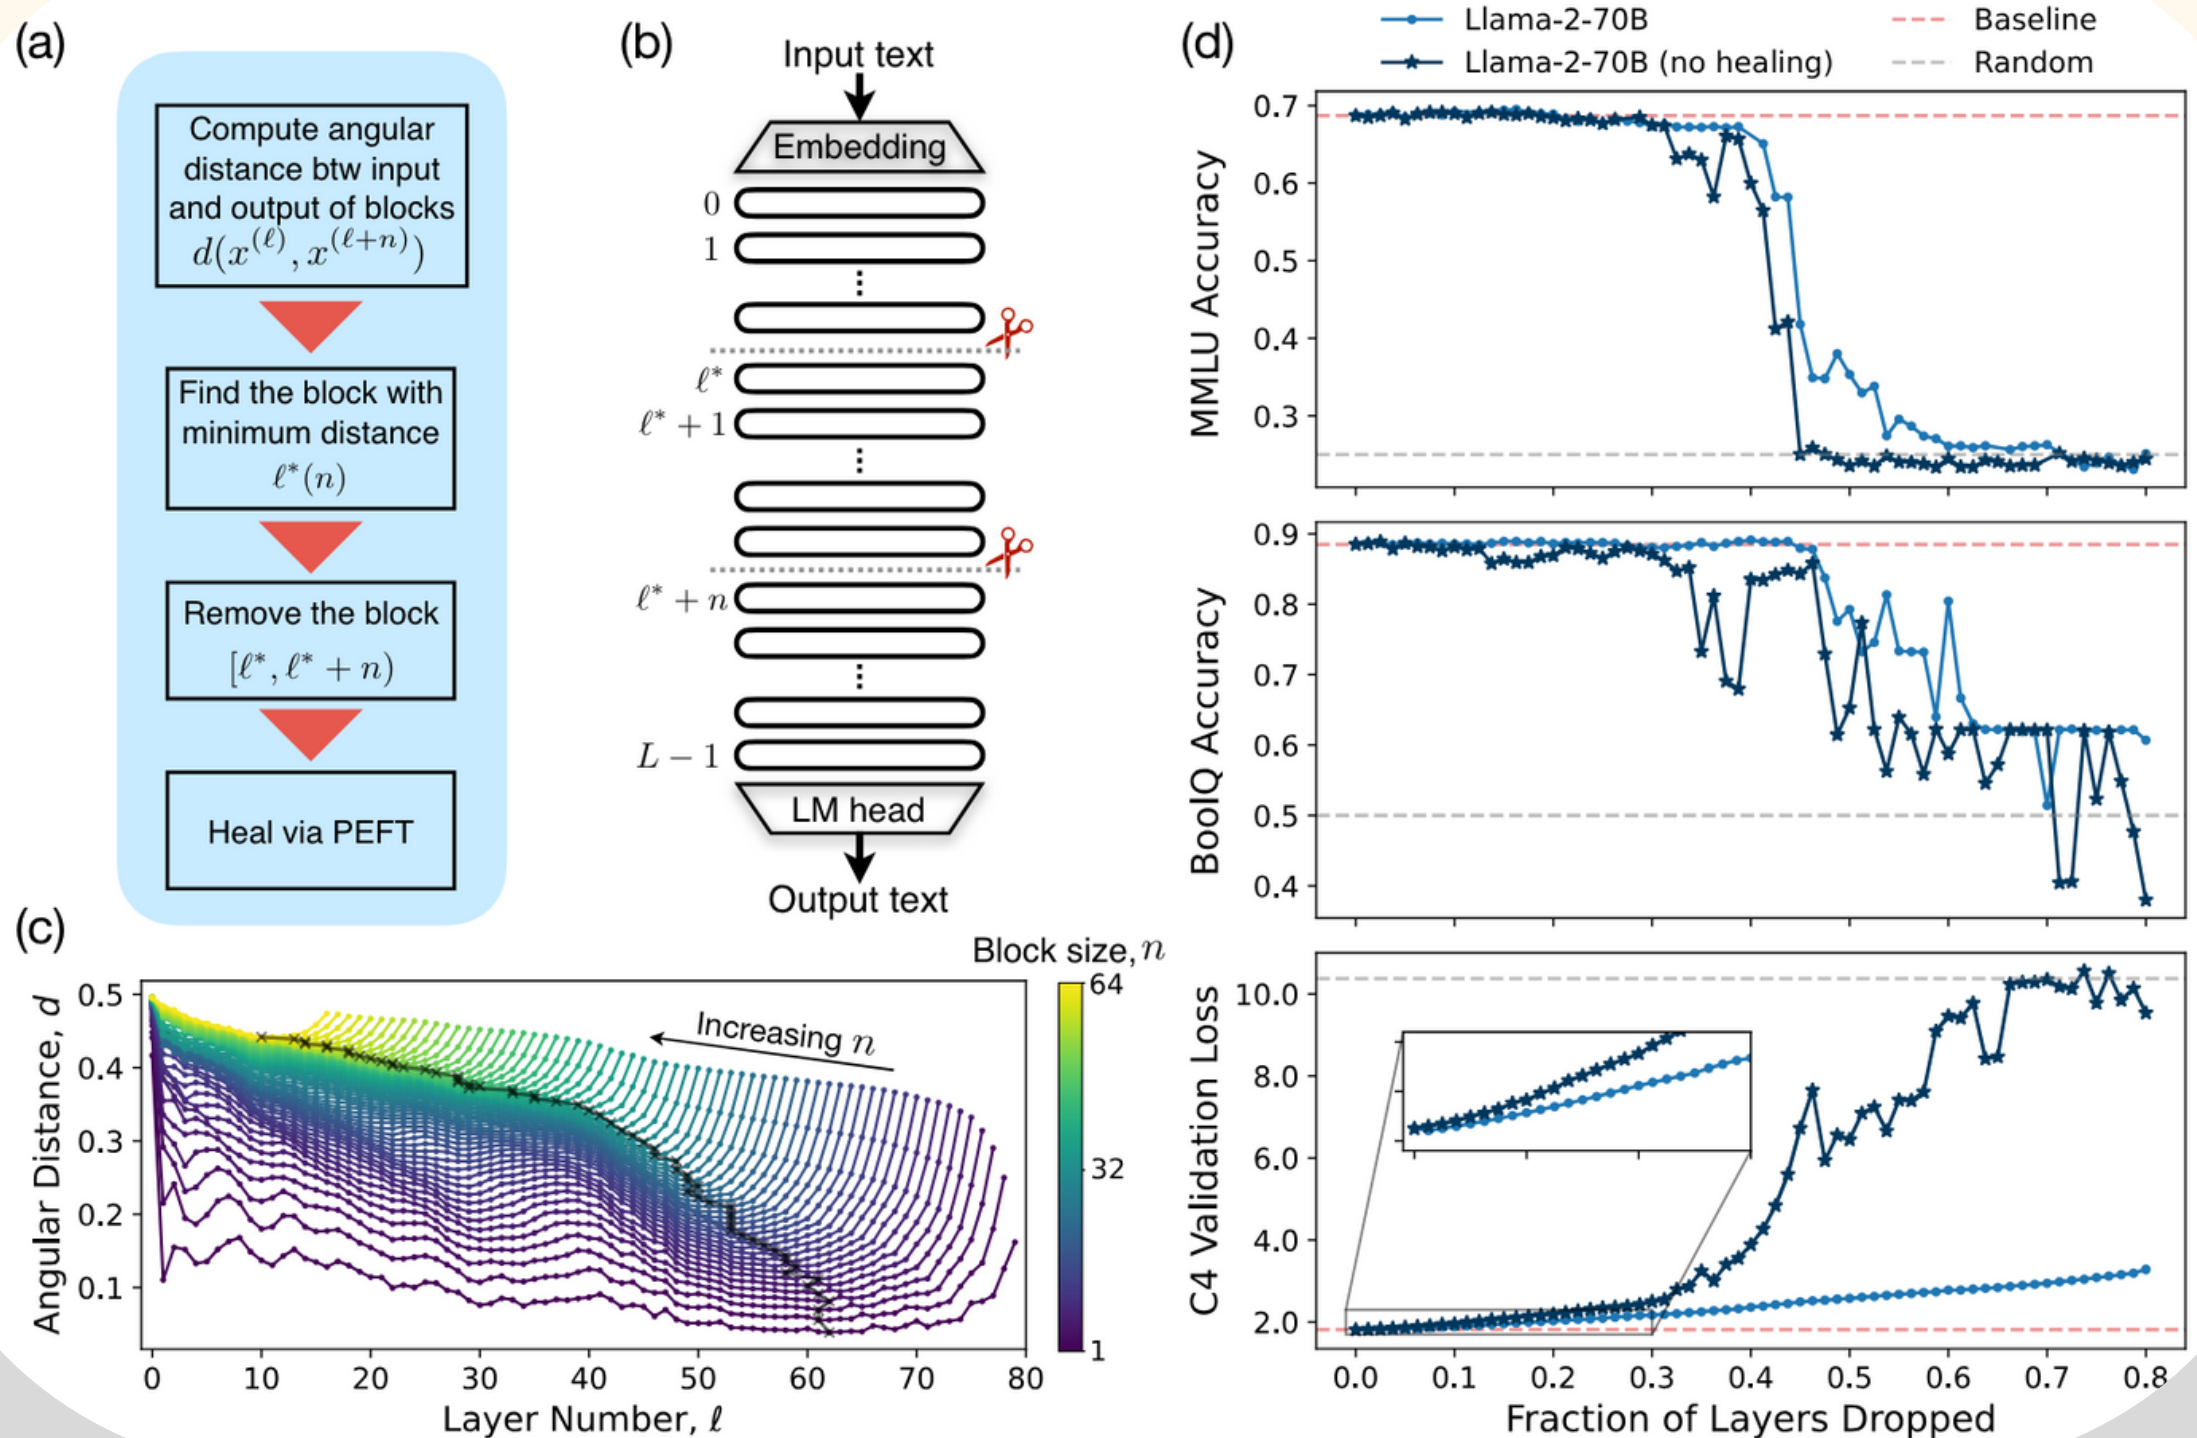 (a)
Compute angular
distance btw input
and output of blocks
d(x^(ℓ), x^(ℓ+n))
Find the block with
minimum distance
ℓ*(n)
Remove the block
[ℓ*, ℓ* + n)
Heal via PEFT
(b)
Input text
Embedding
0
1
ℓ*
ℓ* + 1
ℓ* + n
L − 1
LM head
Output text
(c)
Block size, n
64
32
1
Increasing n
Angular Distance, d
0.5
0.4
0.3
0.2
0.1
0 10 20 30 40 50 60 70 80
Layer Number, ℓ
(d)
Llama-2-70B
Llama-2-70B (no healing)
Baseline
Random
MMLU Accuracy
0.7
0.6
0.5
0.4
0.3
BoolQ Accuracy
0.9
0.8
0.7
0.6
0.5
0.4
C4 Validation Loss
10.0
8.0
6.0
4.0
2.0
0.0 0.1 0.2 0.3 0.4 0.5 0.6 0.7 0.8
Fraction of Layers Dropped